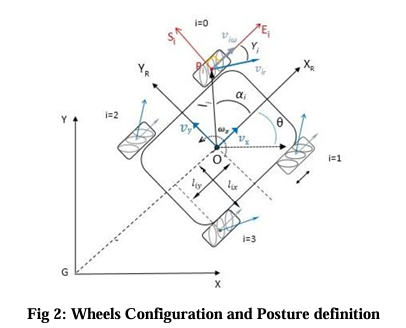 i=0
S_i
v_iω
E_i
γ_i
v_ir
P_i
Y_R
X_R
α_i
l_i
θ
i=2
Y
v_y
ω_z
v_x
O
i=1
l_iy
l_ix
i=3
G
X
Fig 2: Wheels Configuration and Posture definition